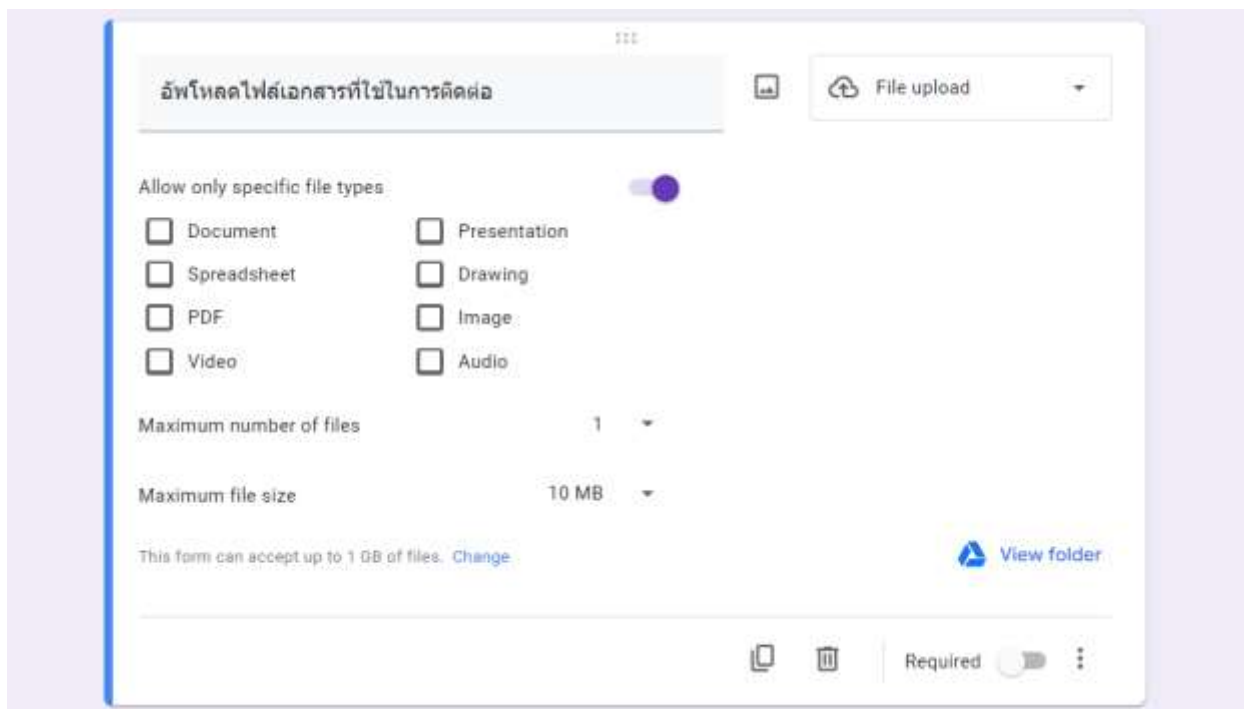 อัพโหลดไฟล์เอกสารที่ใช้ในการติดต่อ
File upload
Allow only specific file types
Document
Presentation
Spreadsheet
Drawing
PDF
Image
Video
Audio
Maximum number of files 1
Maximum file size 10 MB
This form can accept up to 1 GB of files. Change
View folder
Required